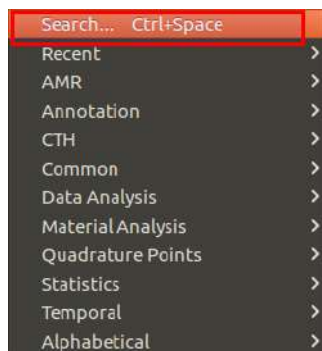 Search... Ctrl+Space
Recent
AMR
Annotation
CTH
Common
Data Analysis
Material Analysis
Quadrature Points
Statistics
Temporal
Alphabetical